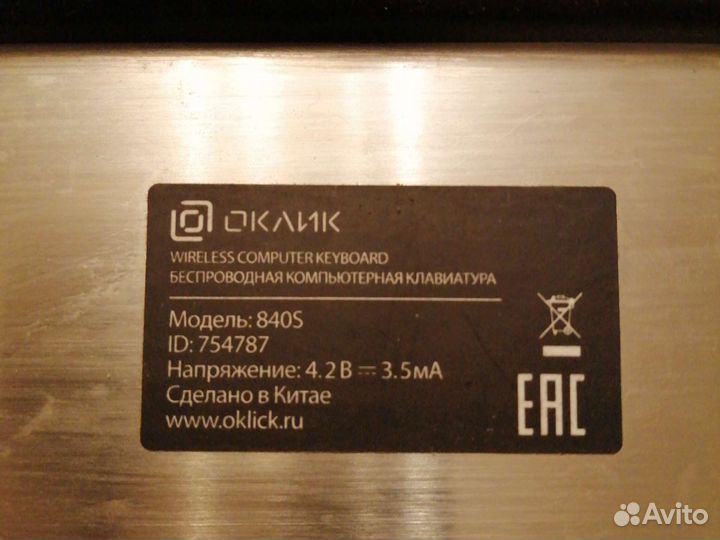 ОКЛИК
WIRELESS COMPUTER KEYBOARD
БЕСПРОВОДНАЯ КОМПЬЮТЕРНАЯ КЛАВИАТУРА
Модель: 840S
ID: 754787
Напряжение: 4.2В ⎓ 3.5мА
Сделано в Китае
www.oklick.ru
EAC
Avito